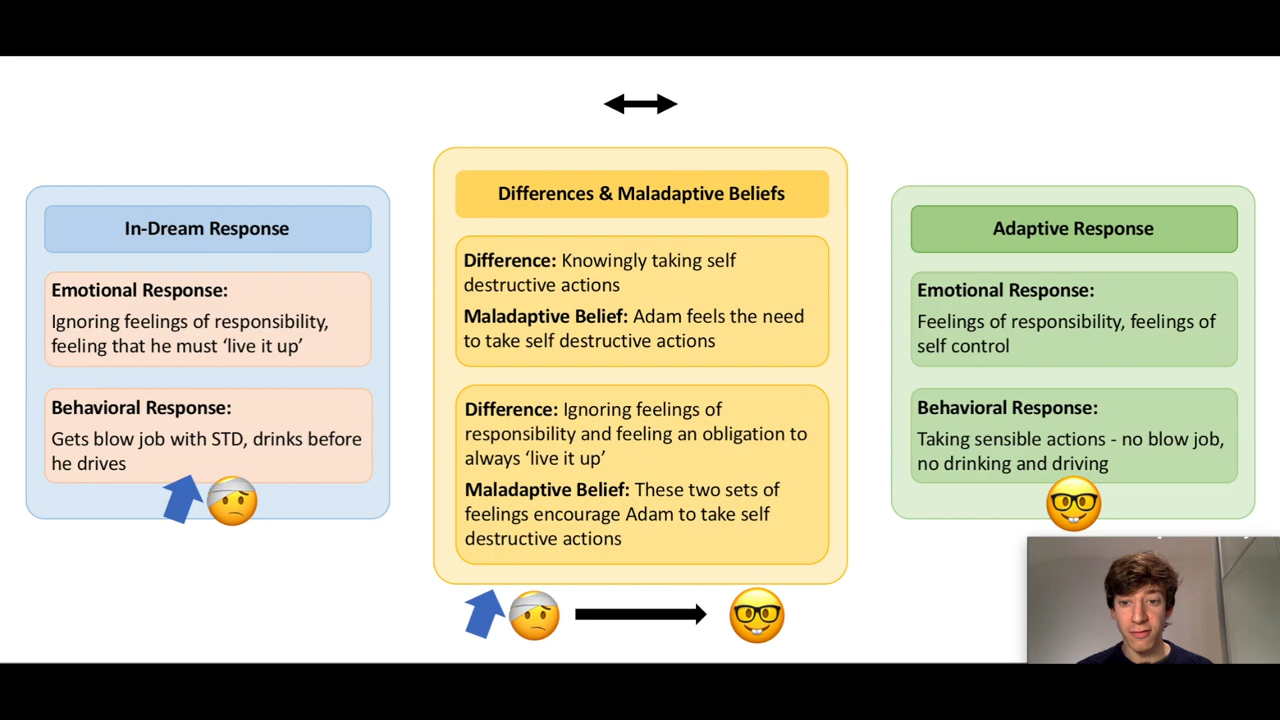 In-Dream Response
Emotional Response:
Ignoring feelings of responsibility,
feeling that he must ‘live it up’
Behavioral Response:
Gets blow job with STD, drinks before
he drives
Differences & Maladaptive Beliefs
Difference: Knowingly taking self
destructive actions
Maladaptive Belief: Adam feels the need
to take self destructive actions
Difference: Ignoring feelings of
responsibility and feeling an obligation to
always ‘live it up’
Maladaptive Belief: These two sets of
feelings encourage Adam to take self
destructive actions
Adaptive Response
Emotional Response:
Feelings of responsibility, feelings of
self control
Behavioral Response:
Taking sensible actions - no blow job,
no drinking and driving